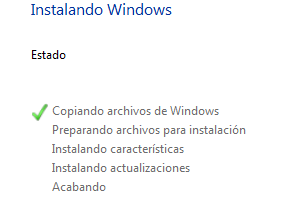 Instalando Windows
Estado
Copiando archivos de Windows
Preparando archivos para instalación
Instalando características
Instalando actualizaciones
Acabando